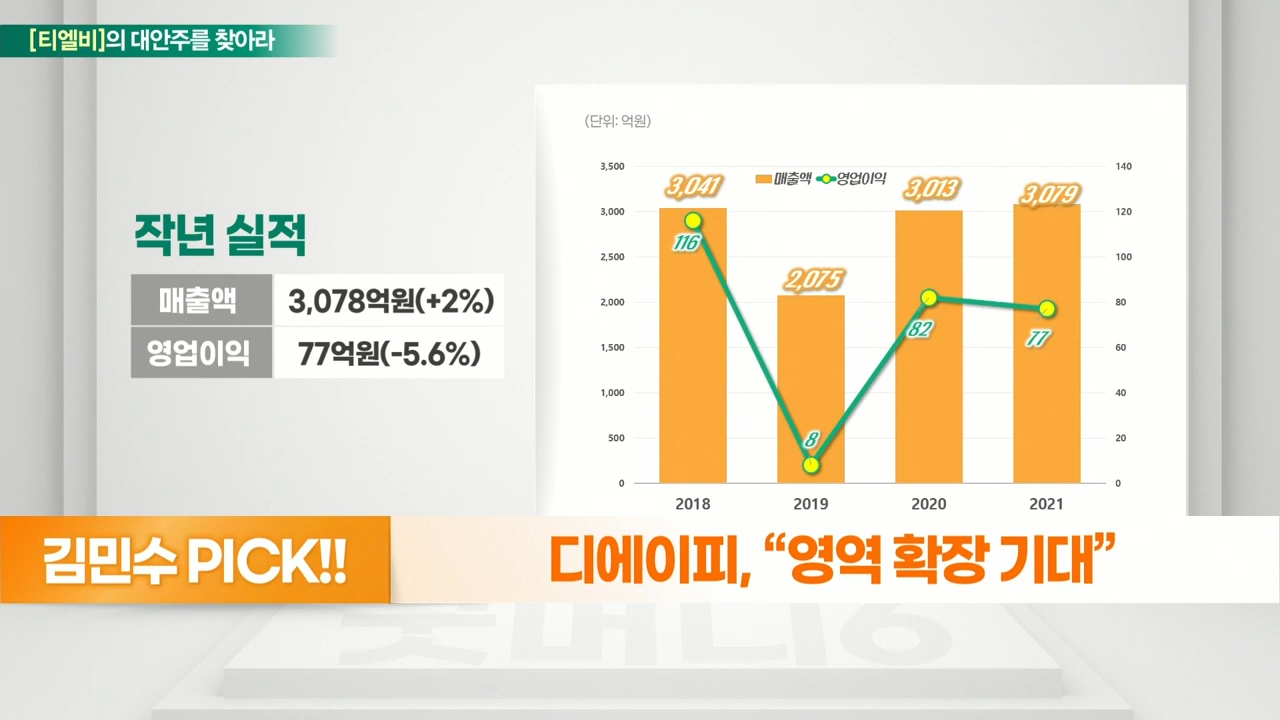 [티엘비]의 대안주를 찾아라
작년 실적
매출액 3,078억원(+2%)
영업이익 77억원(-5.6%)
(단위: 억원)
매출액 영업이익
3,500 140
3,000 120
2,500 100
2,000 80
1,500 60
1,000 40
500 20
0 0
3,041 2,075 3,013 3,079
116 8 82 77
2018 2019 2020 2021
김민수 PICK!!
디에이피, “영역 확장 기대”
굿머니6